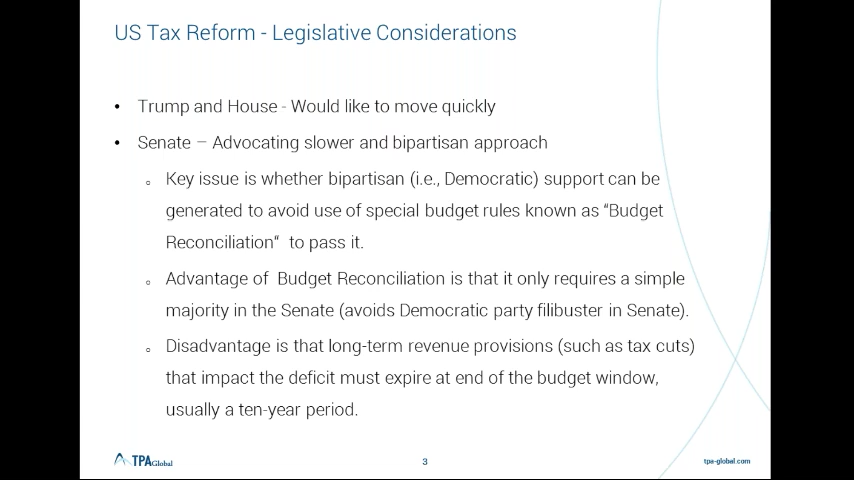 US Tax Reform - Legislative Considerations
• Trump and House - Would like to move quickly
• Senate – Advocating slower and bipartisan approach
o Key issue is whether bipartisan (i.e., Democratic) support can be
generated to avoid use of special budget rules known as “Budget
Reconciliation“ to pass it.
o Advantage of Budget Reconciliation is that it only requires a simple
majority in the Senate (avoids Democratic party filibuster in Senate).
o Disadvantage is that long-term revenue provisions (such as tax cuts)
that impact the deficit must expire at end of the budget window,
usually a ten-year period.
TPA Global
3
tpa-global.com